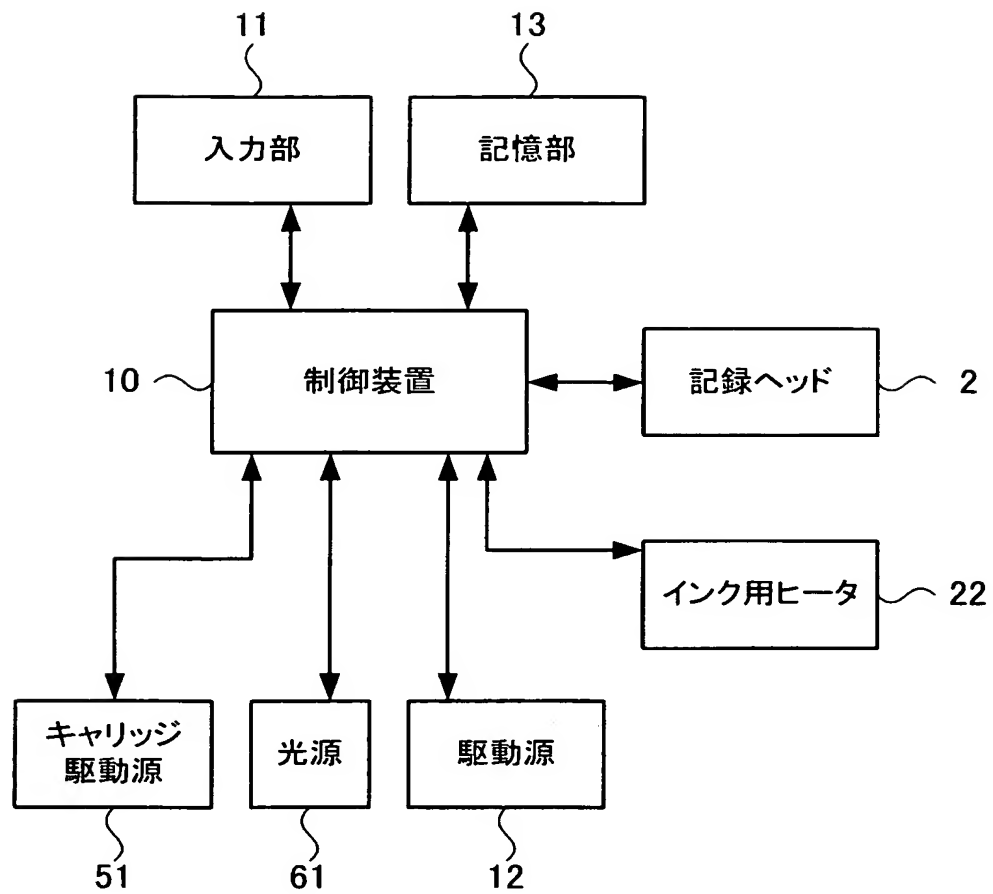 11
13
入力部
記憶部
10
制御装置
記録ヘッド
2
インク用ヒータ
22
キャリッジ
駆動源
光源
駆動源
51
61
12